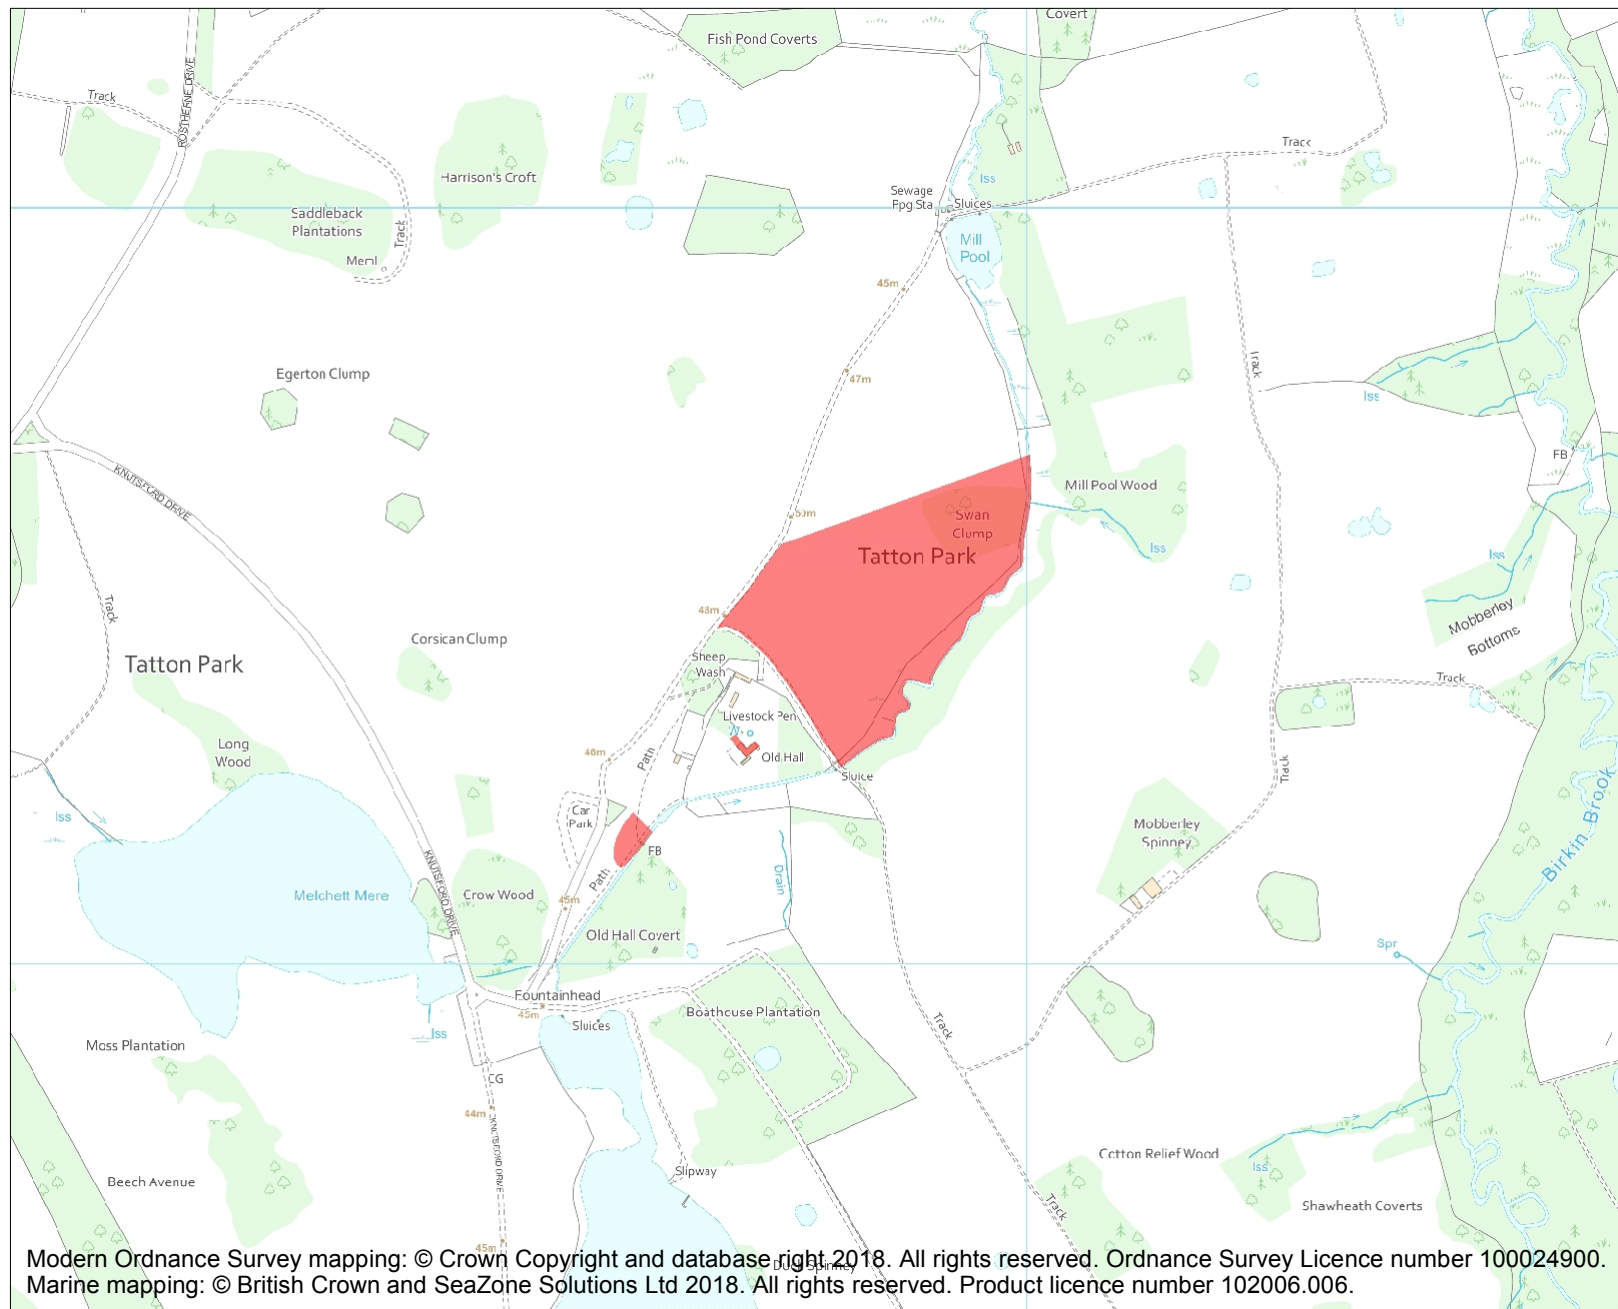 Covert
Fish Pond Coverts
Track
ROSTHERNE DRIVE
Track
Harrison's Croft
Iss
Sewage
Ppg Sta
Sluices
Saddleback
Plantations
Track
Meml
Mill
Pool
45m
47m
Track
Egerton Clump
Iss
FB
KNUTSFORD DRIVE
Mill Pool Wood
50m
Swan
Clump
Tatton Park
Iss
Iss
Track
48m
Mobberley
Bottoms
Corsican Clump
Sheep
Wash
Tatton Park
Track
Livestock Pen
W
Long
Wood
46m
Path
Old Hall
Sluice
Track
Iss
Car
Park
Mobberley
Spinney
Birkin Brook
FB
KNUTSFORD DRIVE
Path
Drain
Melchett Mere
Crow Wood
45m
Old Hall Covert
Spr
Fountainhead
45m
Sluices
Boathouse Plantation
Track
Iss
Moss Plantation
CG
44m
KNUTSFORD DRIVE
Cotton Relief Wood
Iss
Slipway
Beech Avenue
Track
Shawheath Coverts
45m
Duck Spinney
Modern Ordnance Survey mapping: © Crown Copyright and database right 2018. All rights reserved. Ordnance Survey Licence number 100024900.
Marine mapping: © British Crown and SeaZone Solutions Ltd 2018. All rights reserved. Product licence number 102006.006.